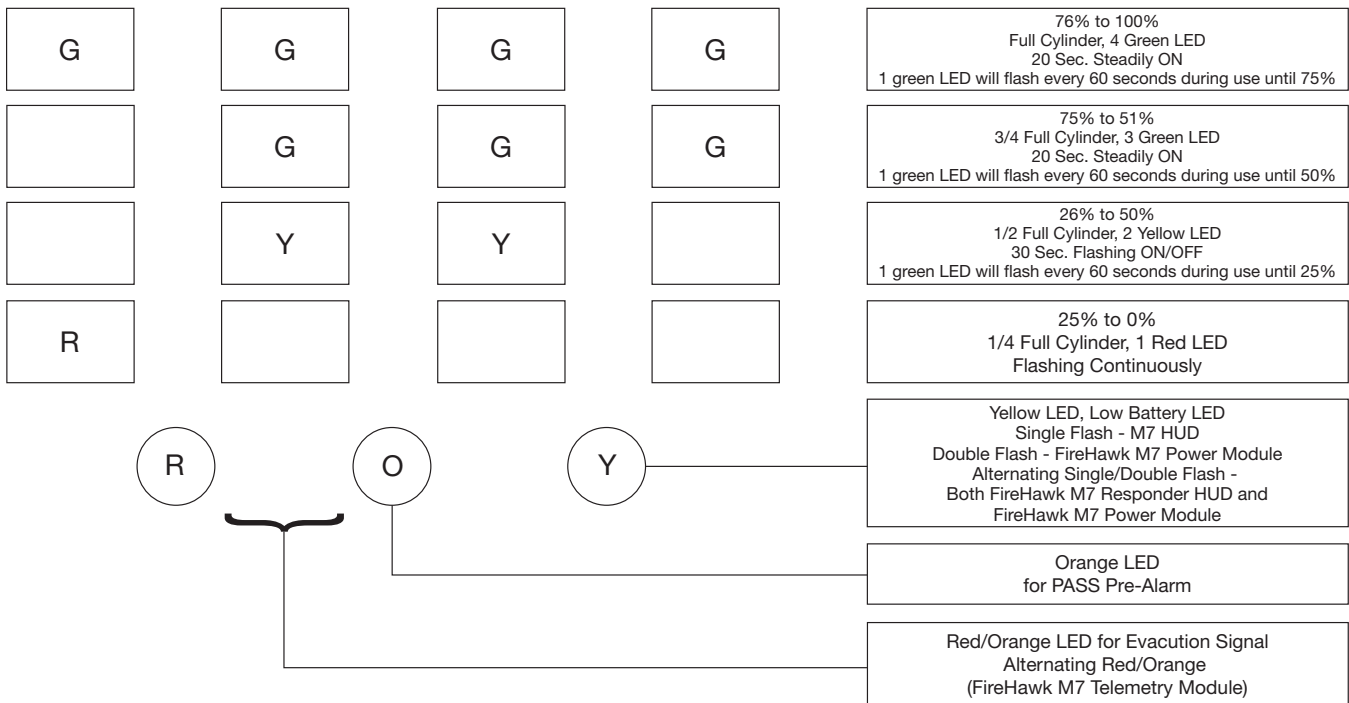 G G G G
76% to 100%
Full Cylinder, 4 Green LED
20 Sec. Steadily ON
1 green LED will flash every 60 seconds during use until 75%
G G G
75% to 51%
3/4 Full Cylinder, 3 Green LED
20 Sec. Steadily ON
1 green LED will flash every 60 seconds during use until 50%
Y Y
26% to 50%
1/2 Full Cylinder, 2 Yellow LED
30 Sec. Flashing ON/OFF
1 green LED will flash every 60 seconds during use until 25%
R
25% to 0%
1/4 Full Cylinder, 1 Red LED
Flashing Continuously
R O Y
Yellow LED, Low Battery LED
Single Flash - M7 HUD
Double Flash - FireHawk M7 Power Module
Alternating Single/Double Flash -
Both FireHawk M7 Responder HUD and
FireHawk M7 Power Module
Orange LED
for PASS Pre-Alarm
Red/Orange LED for Evacution Signal
Alternating Red/Orange
(FireHawk M7 Telemetry Module)